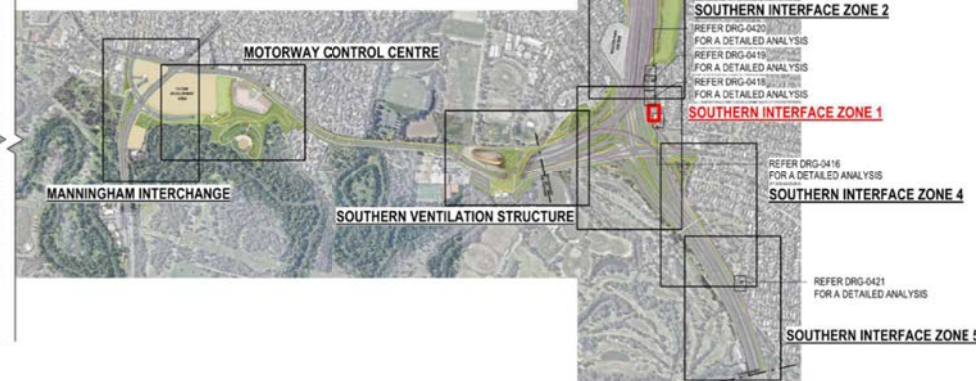 SOUTHERN INTERFACE ZONE 2
REFER DRG-0420
FOR A DETAILED ANALYSIS
REFER DRG-0419
FOR A DETAILED ANALYSIS
REFER DRG-0418
FOR A DETAILED ANALYSIS
SOUTHERN INTERFACE ZONE 1
MOTORWAY CONTROL CENTRE
MANNINGHAM INTERCHANGE
SOUTHERN VENTILATION STRUCTURE
REFER DRG-0416
FOR A DETAILED ANALYSIS
SOUTHERN INTERFACE ZONE 4
REFER DRG-0421
FOR A DETAILED ANALYSIS
SOUTHERN INTERFACE ZONE 5